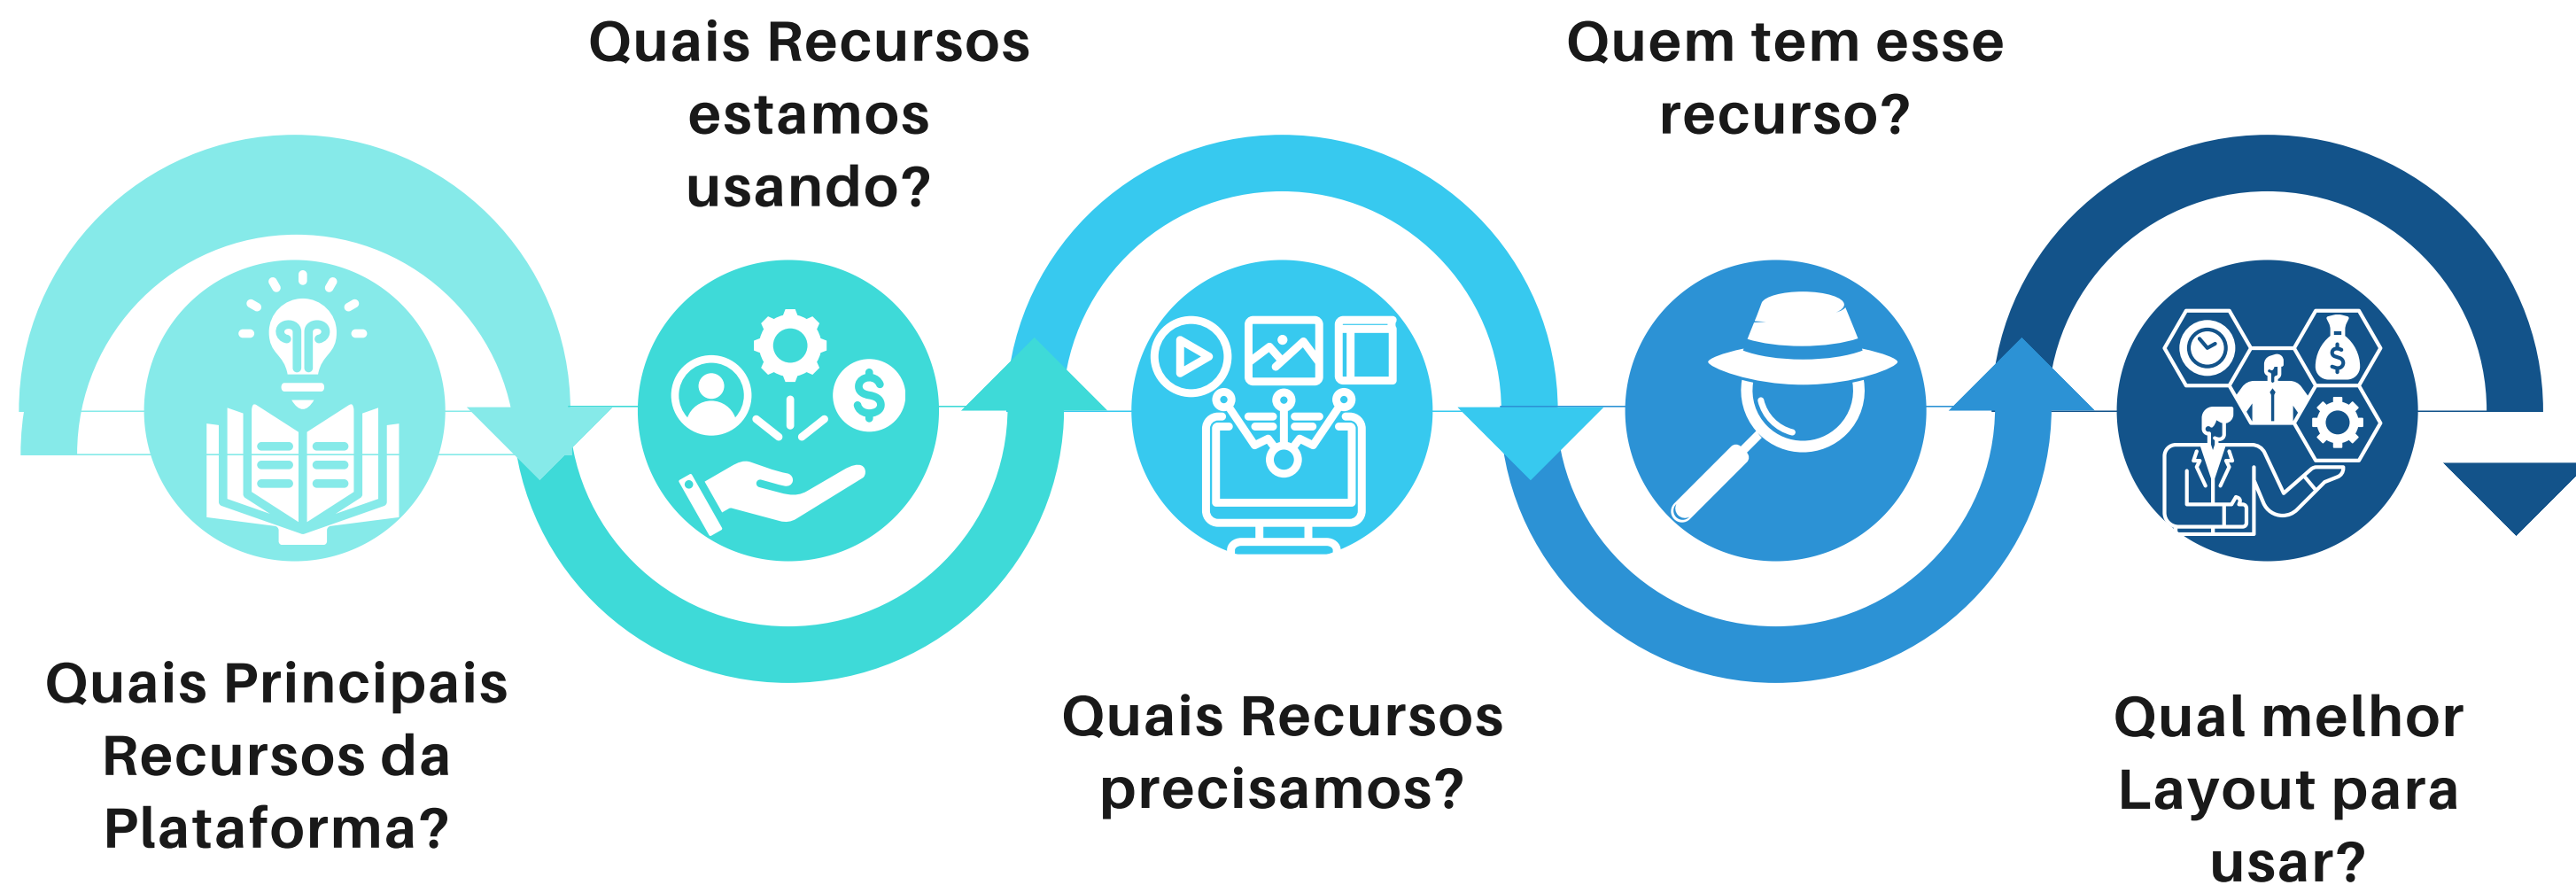 Quais Principais
Recursos da
Plataforma?
Quais Recursos
estamos
usando?
Quais Recursos
precisamos?
Quem tem esse
recurso?
Qual melhor
Layout para
usar?